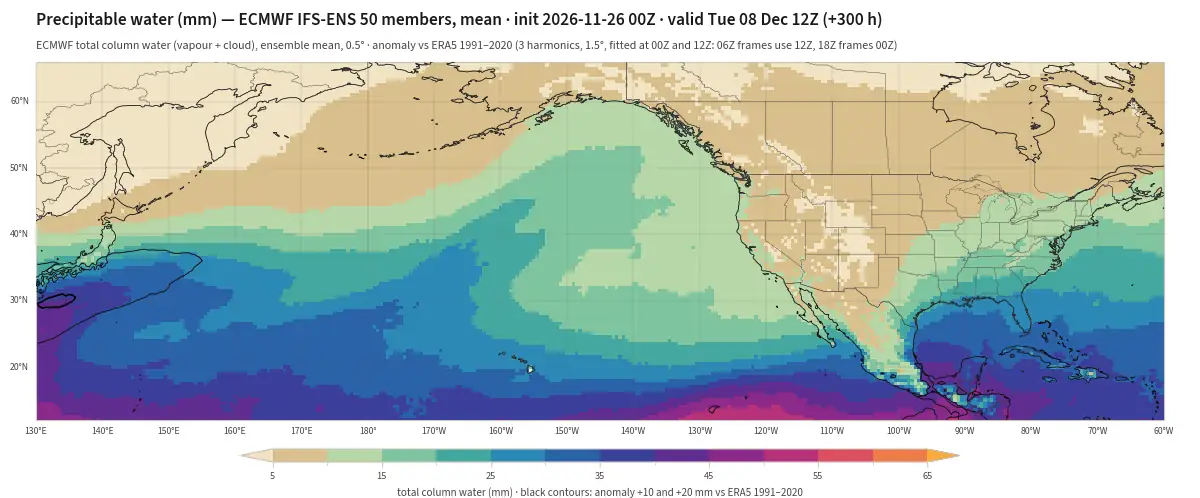 Precipitable water (mm) — ECMWF IFS-ENS 50 members, mean · init 2026-11-26 00Z · valid Tue 08 Dec 12Z (+300 h)
ECMWF total column water (vapour + cloud), ensemble mean, 0.5° · anomaly vs ERA5 1991–2020 (3 harmonics, 1.5°, fitted at 00Z and 12Z: 06Z frames use 12Z, 18Z frames 00Z)
60°N
50°N
40°N
30°N
20°N
130°E 140°E 150°E 160°E 170°E 180° 170°W 160°W 150°W 140°W 130°W 120°W 110°W 100°W 90°W 80°W 70°W 60°W
5 15 25 35 45 55 65
total column water (mm) · black contours: anomaly +10 and +20 mm vs ERA5 1991–2020